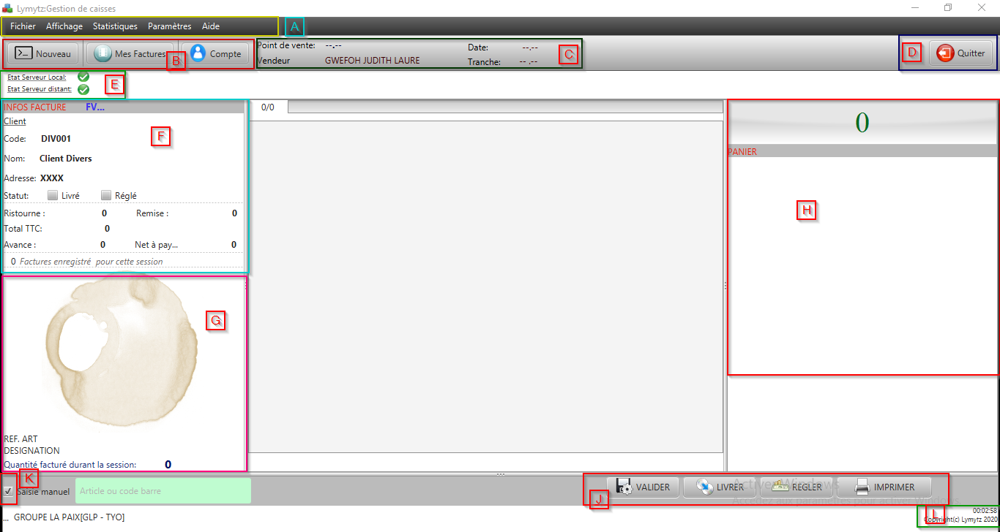 Lymytz:Gestion de caisses
Fichier Affichage Statistiques Paramètres Aide A
Nouveau Mes Factures B Compte
Point de vente: --.-- Date: --.--
Vendeur GWEFOH JUDITH LAURE Tranche: -- .-- C
D Quitter
Etat Serveur Local:
Etat Serveur distant: E
INFOS FACTURE FV...
Client
Code: DIV001 F
Nom: Client Divers
Adresse: XXXX
Statut: Livré Réglé
Ristourne : 0 Remise : 0
Total TTC: 0
Avance : 0 Net à pay... 0
0 Factures enregistré pour cette session
G
REF. ART
DESIGNATION
Quantité facturé durant la session: 0
0/0
0
PANIER
H
K
Saisie manuel Article ou code barre
J VALIDER LIVRER REGLER IMPRIMER
Activer Windows
Accédez aux paramètres pour activer Windows.
... GROUPE LA PAIX[GLP - TYO]
L 00:02:58
Copyright(c) Lymytz 2020